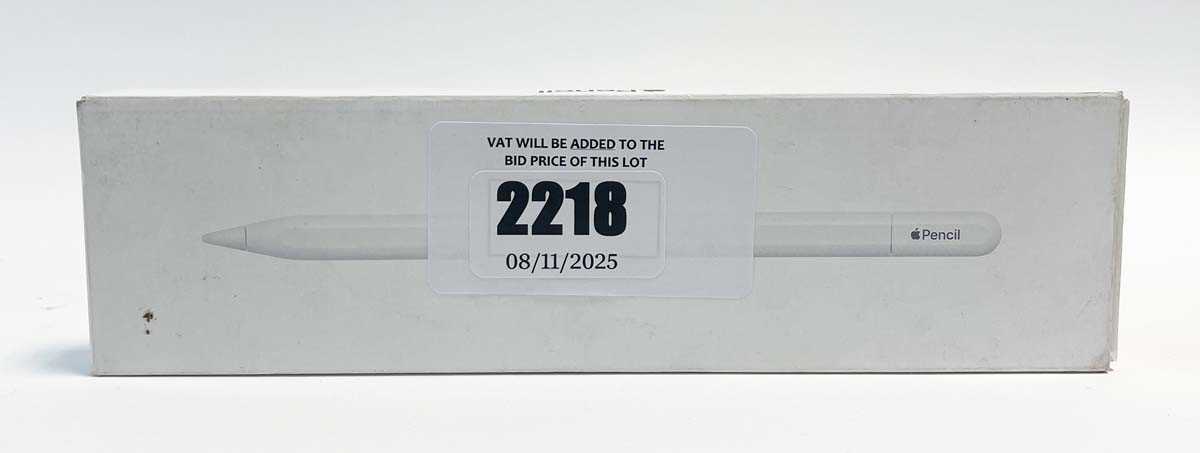 VAT WILL BE ADDED TO THE
BID PRICE OF THIS LOT
2218
08/11/2025
Pencil